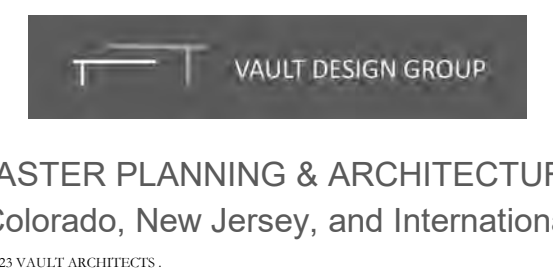 VAULT DESIGN GROUP
ASTER PLANNING & ARCHITECTUR
Colorado, New Jersey, and Internationa
23 VAULT ARCHITECTS .